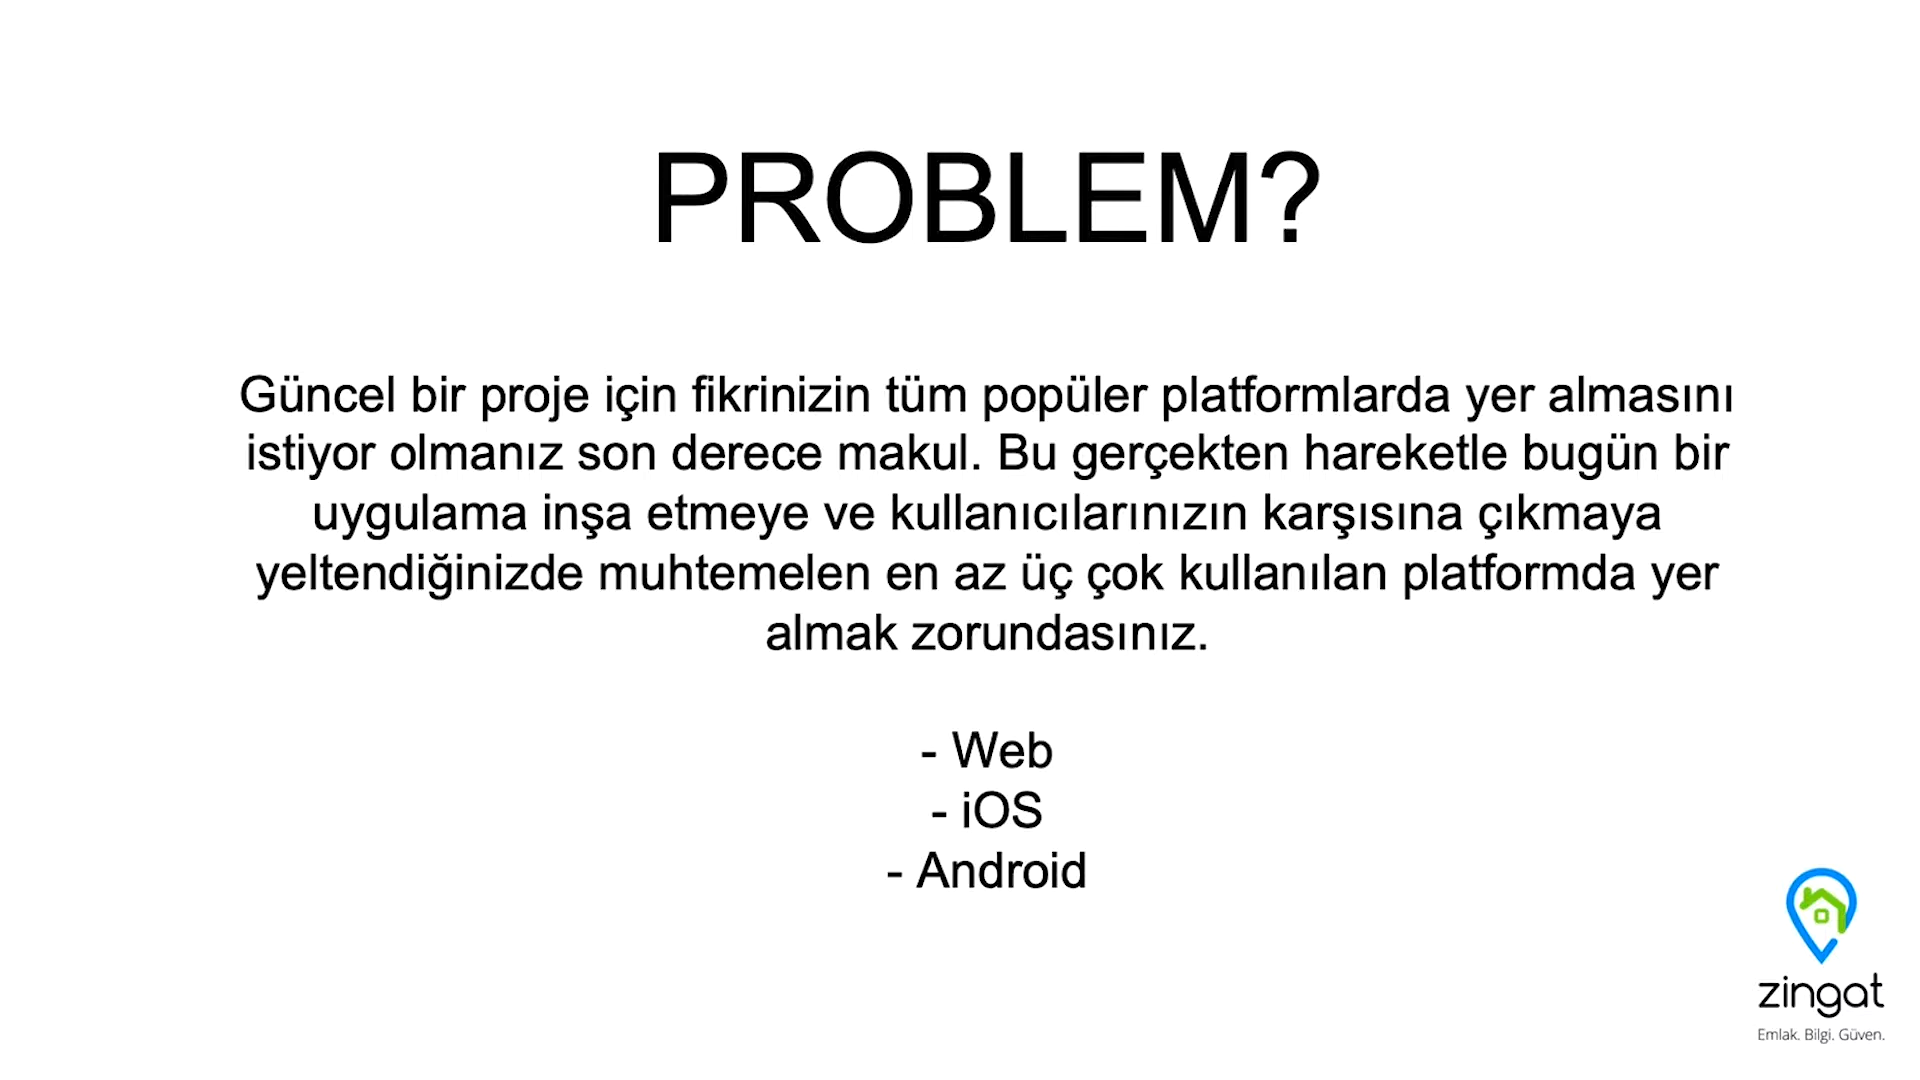 PROBLEM?
Güncel bir proje için fikrinizin tüm popüler platformlarda yer almasını
istiyor olmanız son derece makul. Bu gerçekten hareketle bugün bir
uygulama inşa etmeye ve kullanıcılarınızın karşısına çıkmaya
yeltendiğinizde muhtemelen en az üç çok kullanılan platformda yer
almak zorundasınız.
- Web
- iOS
- Android
zingat
Emlak. Bilgi. Güven.